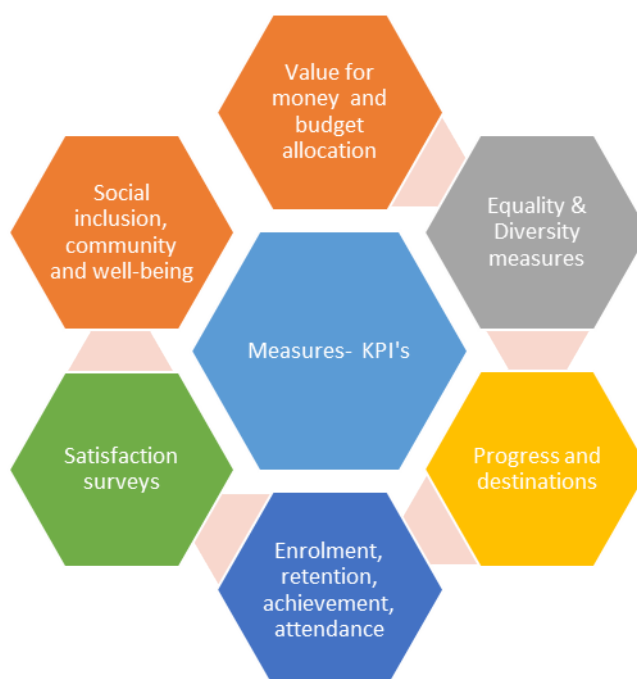 Value for
money and
budget
allocation
Social
inclusion,
community
and well-being
Equality &
Diversity
measures
Measures- KPI's
Satisfaction
surveys
Progress and
destinations
Enrolment,
retention,
achievement,
attendance